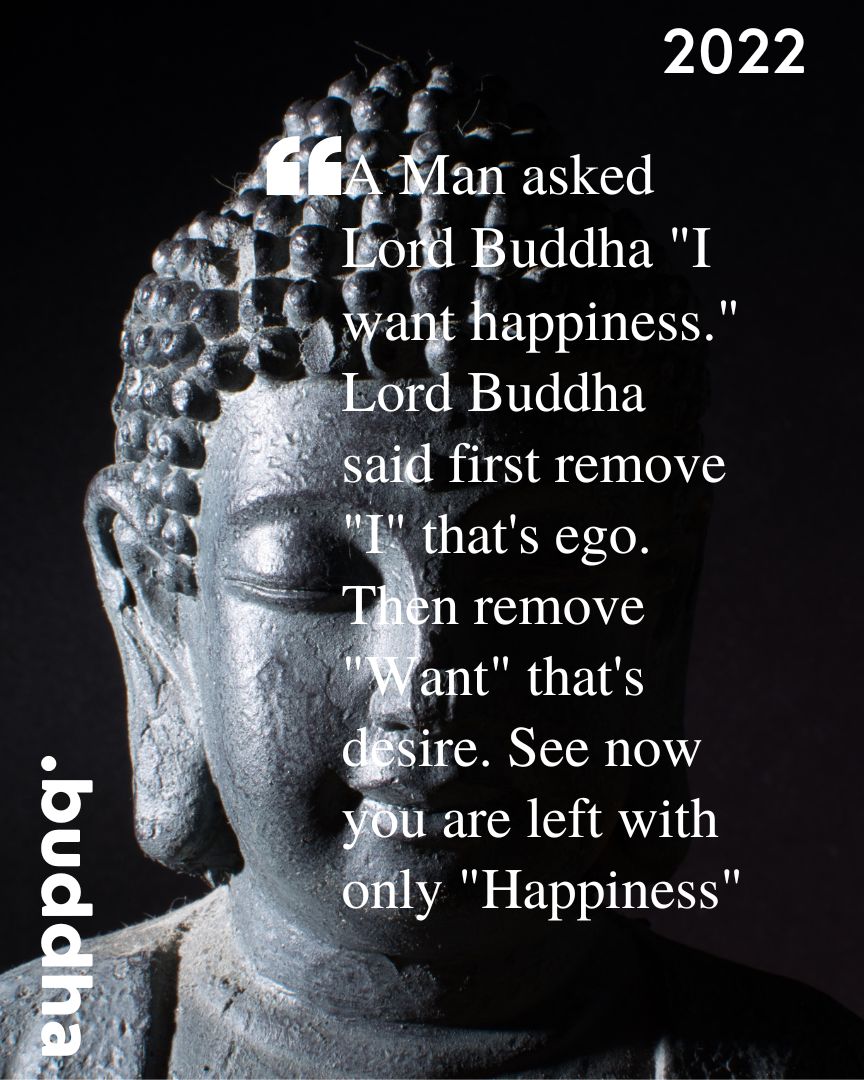 2022
“A Man asked
Lord Buddha "I
want happiness."
Lord Buddha
said first remove
"I" that's ego.
Then remove
"Want" that's
desire. See now
you are left with
only "Happiness"
.buddha